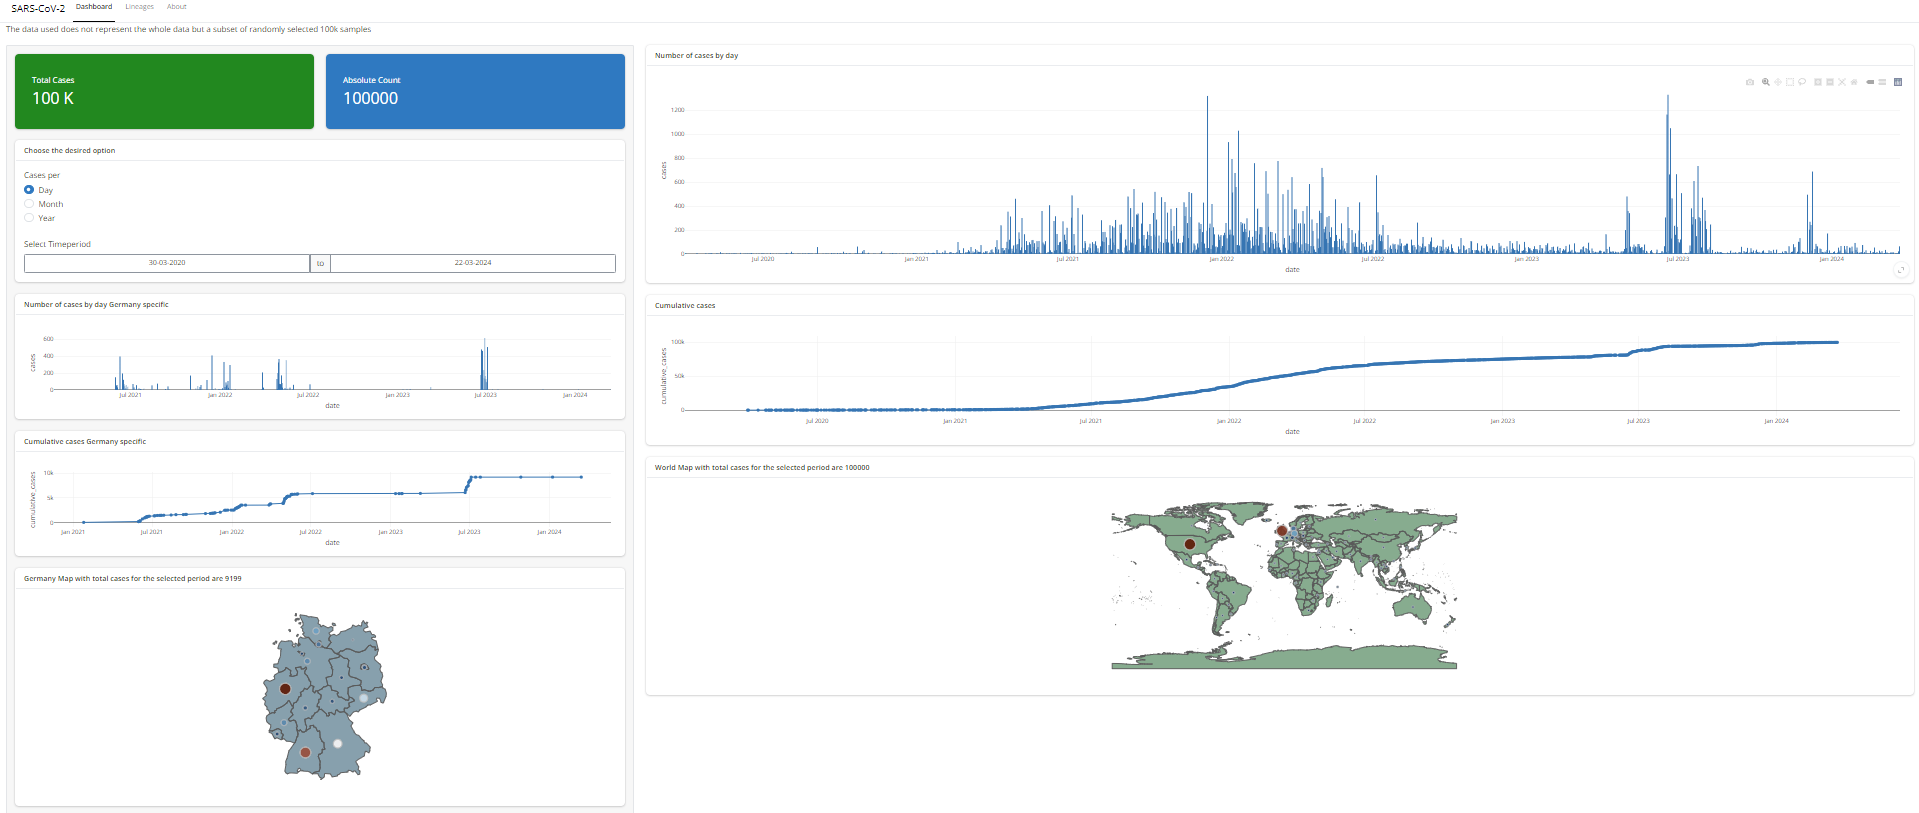 SARS-CoV-2 Dashboard Lineages About
The data used does not represent the whole data but a subset of randomly selected 100k samples
Total Cases
100 K
Absolute Count
100000
Choose the desired option
Cases per
Day
Month
Year
Select Timeperiod
30-03-2020 to 22-03-2024
Number of cases by day Germany specific
600
400
200
0
cases
Jul 2021 Jan 2022 Jul 2022 Jan 2023 Jul 2023 Jan 2024
date
Cumulative cases Germany specific
10k
5k
0
cumulative_cases
Jan 2021 Jul 2021 Jan 2022 Jul 2022 Jan 2023 Jul 2023 Jan 2024
date
Germany Map with total cases for the selected period are 9199
Number of cases by day
1200
1000
800
600
400
200
0
cases
Jul 2020 Jan 2021 Jul 2021 Jan 2022 Jul 2022 Jan 2023 Jul 2023 Jan 2024
date
Cumulative cases
100k
50k
0
cumulative_cases
Jul 2020 Jan 2021 Jul 2021 Jan 2022 Jul 2022 Jan 2023 Jul 2023 Jan 2024
date
World Map with total cases for the selected period are 100000